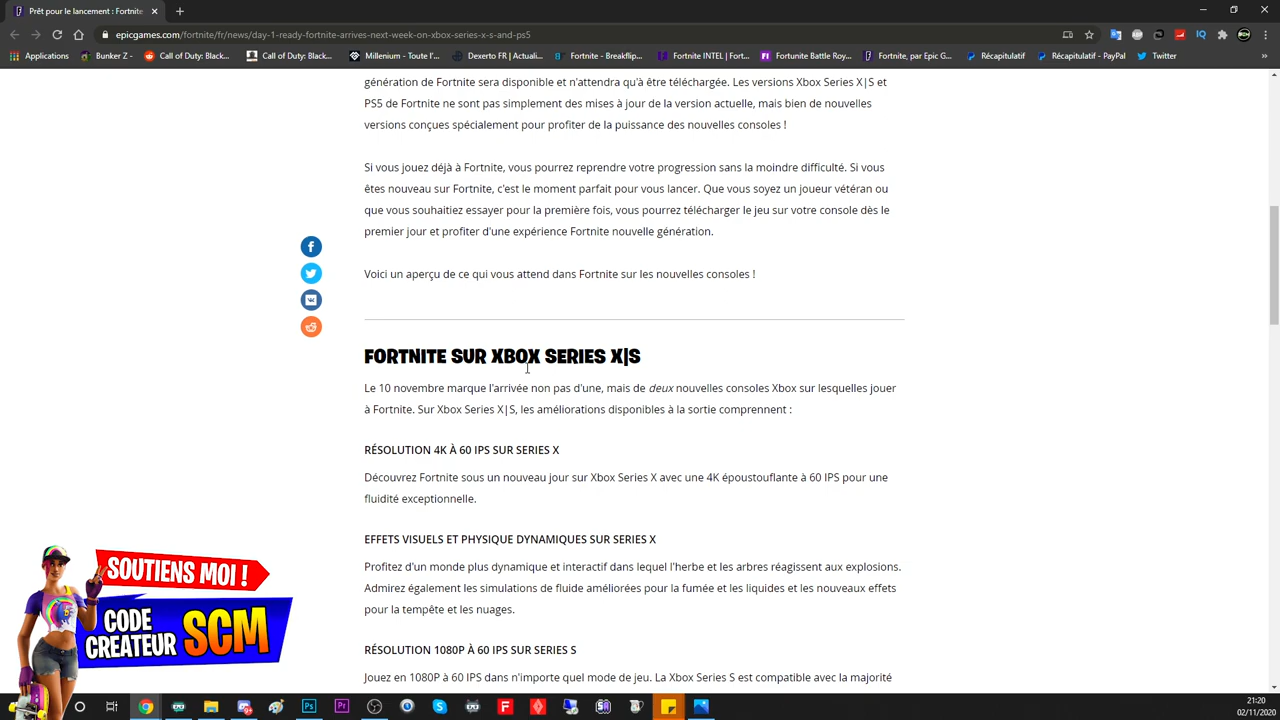 Prêt pour le lancement : Fortnite
epicgames.com/fortnite/fr/news/day-1-ready-fortnite-arrives-next-week-on-xbox-series-x-s-and-ps5
Applications
Bunker Z -
Call of Duty: Black...
Call of Duty: Black...
Millenium - Toute l'...
Dexerto FR | Actuali...
Fortnite - Breakflip...
Fortnite INTEL | Fort...
Fortunite Battle Roy...
Fortnite, par Epic G...
Récapitulatif
Récapitulatif - PayPal
Twitter
»
génération de Fortnite sera disponible et n'attendra qu'à être téléchargée. Les versions Xbox Series X|S et
PS5 de Fortnite ne sont pas simplement des mises à jour de la version actuelle, mais bien de nouvelles
versions conçues spécialement pour profiter de la puissance des nouvelles consoles !
Si vous jouez déjà à Fortnite, vous pourrez reprendre votre progression sans la moindre difficulté. Si vous
êtes nouveau sur Fortnite, c'est le moment parfait pour vous lancer. Que vous soyez un joueur vétéran ou
que vous souhaitiez essayer pour la première fois, vous pourrez télécharger le jeu sur votre console dès le
premier jour et profiter d'une expérience Fortnite nouvelle génération.
Voici un aperçu de ce qui vous attend dans Fortnite sur les nouvelles consoles !
FORTNITE SUR XBOX SERIES X|S
Le 10 novembre marque l'arrivée non pas d'une, mais de deux nouvelles consoles Xbox sur lesquelles jouer
à Fortnite. Sur Xbox Series X|S, les améliorations disponibles à la sortie comprennent :
RÉSOLUTION 4K À 60 IPS SUR SERIES X
Découvrez Fortnite sous un nouveau jour sur Xbox Series X avec une 4K époustouflante à 60 IPS pour une
fluidité exceptionnelle.
EFFETS VISUELS ET PHYSIQUE DYNAMIQUES SUR SERIES X
Profitez d'un monde plus dynamique et interactif dans lequel l'herbe et les arbres réagissent aux explosions.
Admirez également les simulations de fluide améliorées pour la fumée et les liquides et les nouveaux effets
pour la tempête et les nuages.
RÉSOLUTION 1080P À 60 IPS SUR SERIES S
Jouez en 1080P à 60 IPS dans n'importe quel mode de jeu. La Xbox Series S est compatible avec la majorité
SOUTIENS MOI !
CODE
CREATEUR
SCM
21:20
02/11/2020